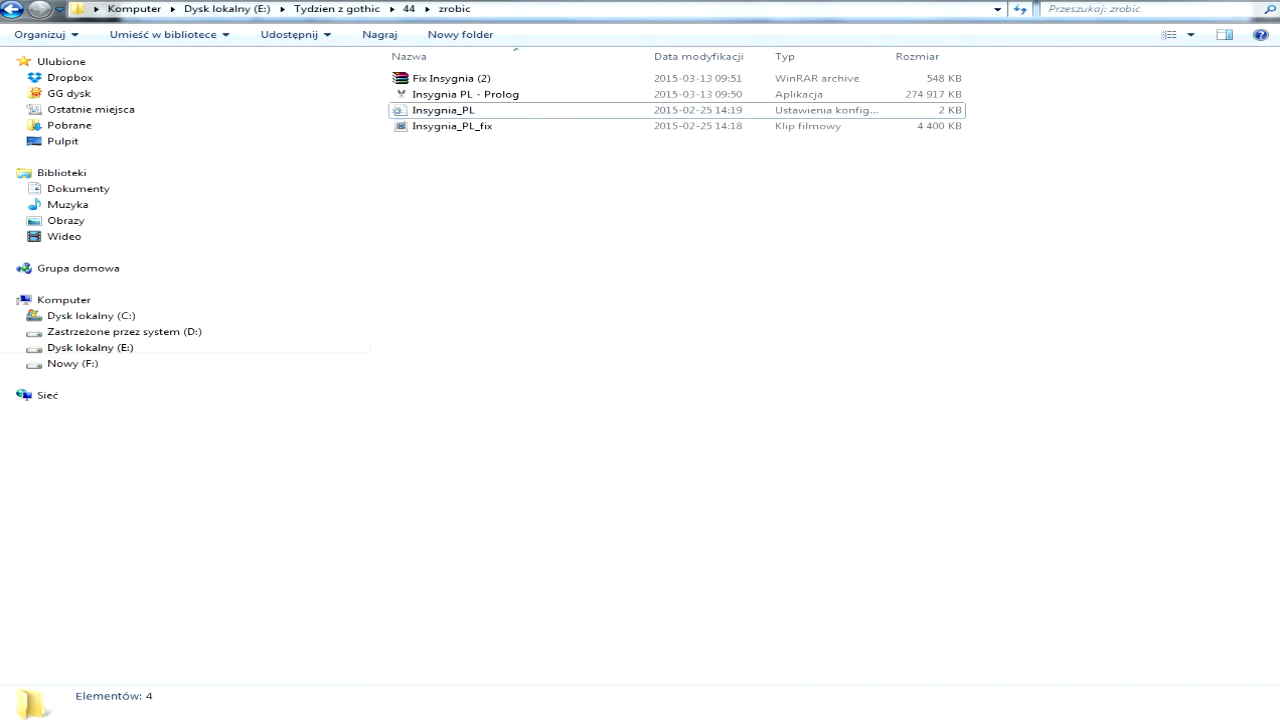 Komputer Dysk lokalny (E:) Tydzien z gothic 44 zrobic Przeszukaj: zrobic
Organizuj Umieść w bibliotece Udostępnij Nagraj Nowy folder
Nazwa Data modyfikacji Typ Rozmiar
Fix Insygnia (2) 2015-03-13 09:51 WinRAR archive 548 KB
Insygnia PL - Prolog 2015-03-13 09:50 Aplikacja 274 917 KB
Insygnia_PL 2015-02-25 14:19 Ustawienia konfig... 2 KB
Insygnia_PL_fix 2015-02-25 14:18 Klip filmowy 4 400 KB
Ulubione
Dropbox
GG dysk
Ostatnie miejsca
Pobrane
Pulpit
Biblioteki
Dokumenty
Muzyka
Obrazy
Wideo
Grupa domowa
Komputer
Dysk lokalny (C:)
Zastrzeżone przez system (D:)
Dysk lokalny (E:)
Nowy (F:)
Sieć
Elementów: 4